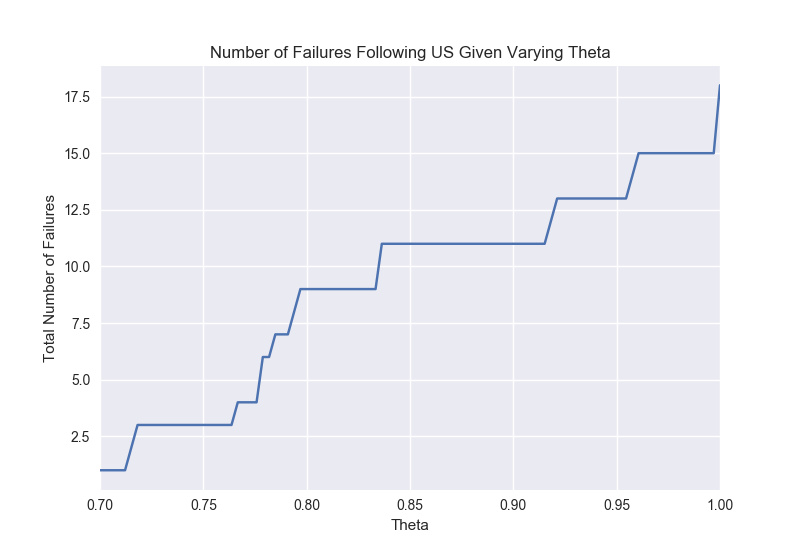 Number of Failures Following US Given Varying Theta
Total Number of Failures
17.5
15.0
12.5
10.0
7.5
5.0
2.5
0.70 0.75 0.80 0.85 0.90 0.95 1.00
Theta